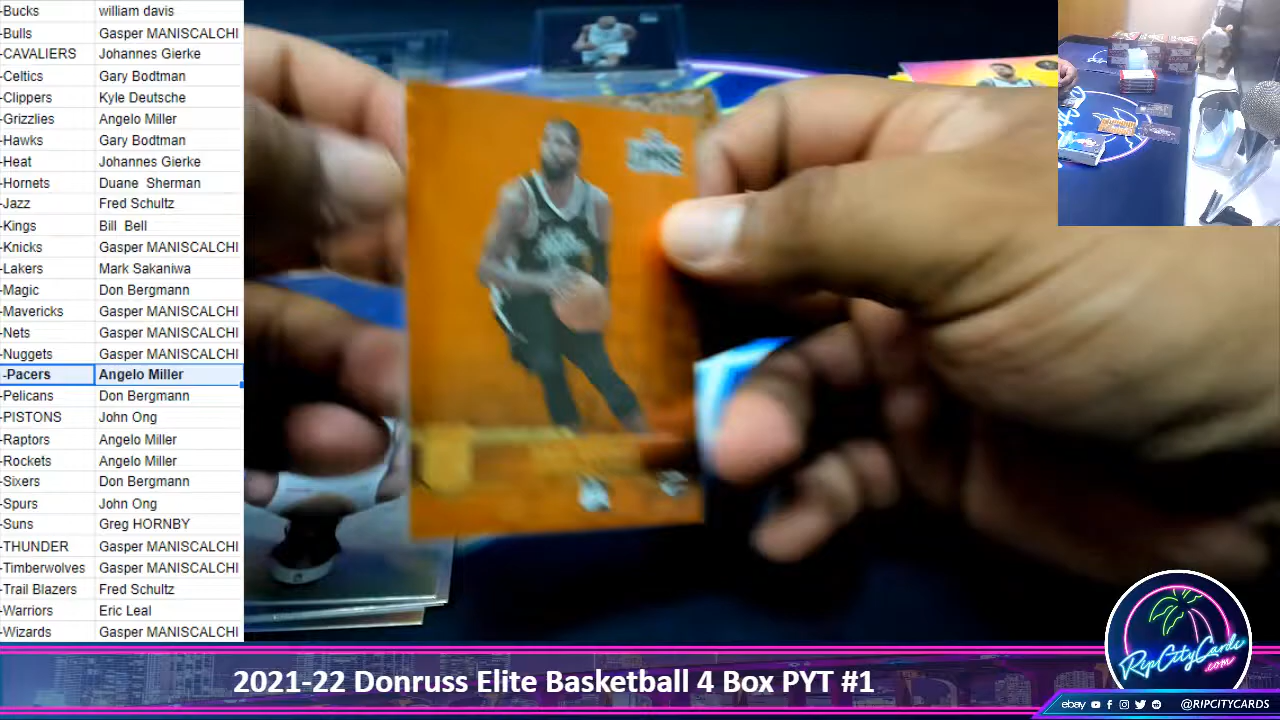 -Bucks william davis
-Bulls Gasper MANISCALCHI
-CAVALIERS Johannes Gierke
-Celtics Gary Bodtman
-Clippers Kyle Deutsche
-Grizzlies Angelo Miller
-Hawks Gary Bodtman
-Heat Johannes Gierke
-Hornets Duane Sherman
-Jazz Fred Schultz
-Kings Bill Bell
-Knicks Gasper MANISCALCHI
-Lakers Mark Sakaniwa
-Magic Don Bergmann
-Mavericks Gasper MANISCALCHI
-Nets Gasper MANISCALCHI
-Nuggets Gasper MANISCALCHI
-Pacers Angelo Miller
-Pelicans Don Bergmann
-PISTONS John Ong
-Raptors Angelo Miller
-Rockets Angelo Miller
-Sixers Don Bergmann
-Spurs John Ong
-Suns Greg HORNBY
-THUNDER Gasper MANISCALCHI
-Timberwolves Gasper MANISCALCHI
-Trail Blazers Fred Schultz
-Warriors Eric Leal
-Wizards Gasper MANISCALCHI
2021-22 Donruss Elite Basketball 4 Box PYT #1
RipCityCards
.com
ebay @RIPCITYCARDS